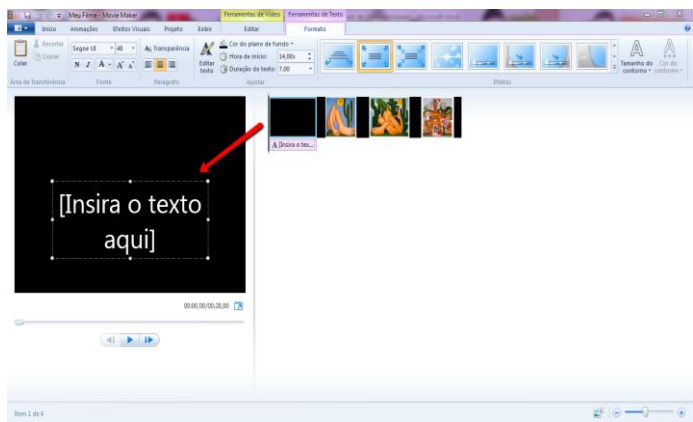 Meu Filme - Movie Maker
Ferramentas de Vídeo
Ferramentas de Texto
Início
Animações
Efeitos Visuais
Projeto
Exibir
Editar
Formato
Colar
Recortar
Copiar
Segoe UI
48
Transparência
N I A A A
Editar texto
Cor do plano de fundo
Hora de início: 14,00s
Duração do texto: 7,00
Tamanho do contorno
Cor do contorno
Área de Transferência
Fonte
Parágrafo
Ajustar
Efeitos
[Insira o texto
aqui]
A [Insira o tex...
00:00,00/00:28,00
Item 1 de 4